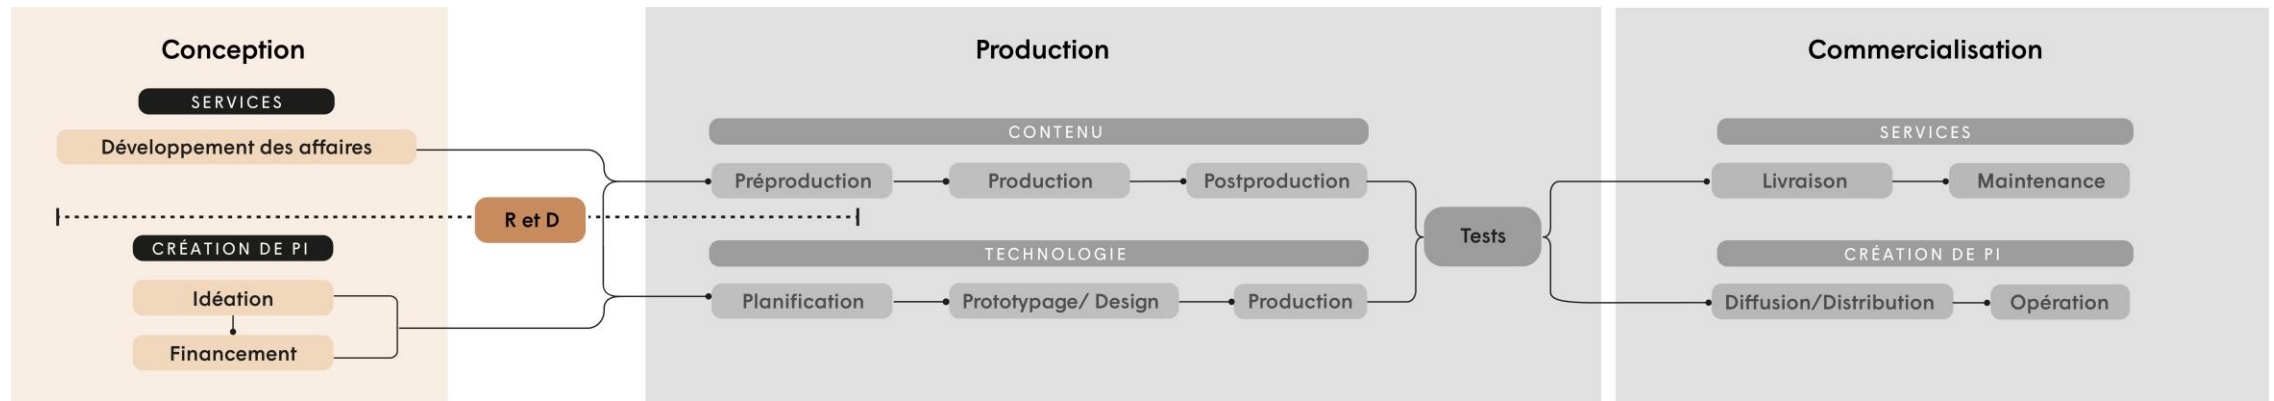 Conception
SERVICES
Développement des affaires
R et D
CRÉATION DE PI
Idéation
Financement
Production
CONTENU
Préproduction
Production
Postproduction
TECHNOLOGIE
Planification
Prototypage/ Design
Production
Tests
Commercialisation
SERVICES
Livraison
Maintenance
CRÉATION DE PI
Diffusion/Distribution
Opération